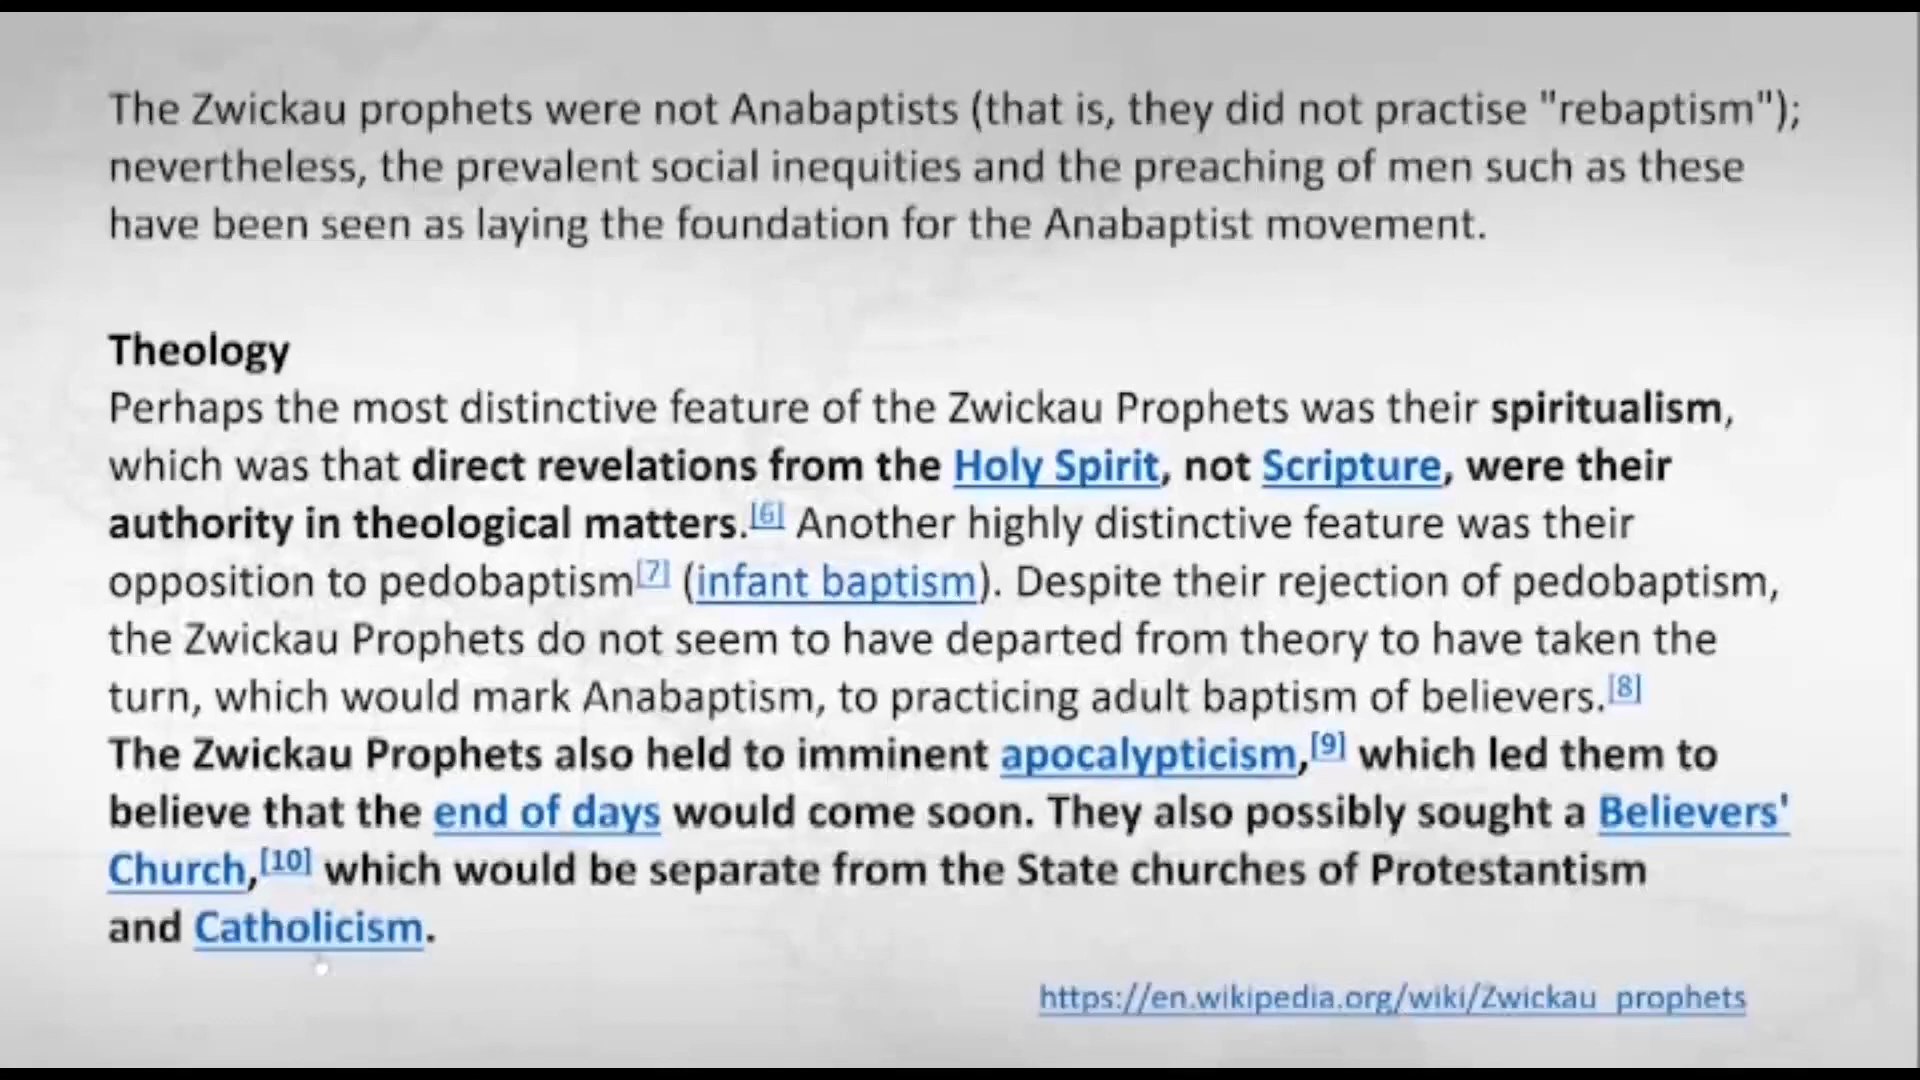 The Zwickau prophets were not Anabaptists (that is, they did not practise "rebaptism");
nevertheless, the prevalent social inequities and the preaching of men such as these
have been seen as laying the foundation for the Anabaptist movement.
Theology
Perhaps the most distinctive feature of the Zwickau Prophets was their spiritualism,
which was that direct revelations from the Holy Spirit, not Scripture, were their
authority in theological matters.[6] Another highly distinctive feature was their
opposition to pedobaptism[7] (infant baptism). Despite their rejection of pedobaptism,
the Zwickau Prophets do not seem to have departed from theory to have taken the
turn, which would mark Anabaptism, to practicing adult baptism of believers.[8]
The Zwickau Prophets also held to imminent apocalypticism,[9] which led them to
believe that the end of days would come soon. They also possibly sought a Believers'
Church,[10] which would be separate from the State churches of Protestantism
and Catholicism.
https://en.wikipedia.org/wiki/Zwickau_prophets